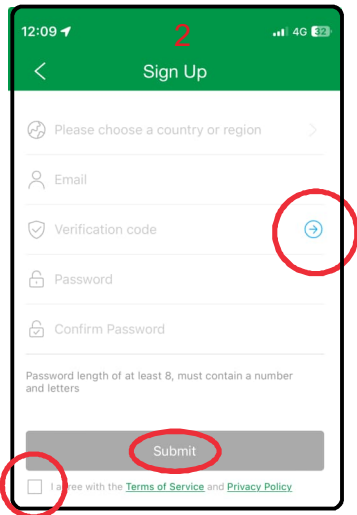 12:09 2 4G 32
Sign Up
Please choose a country or region
Email
Verification code
Password
Confirm Password
Password length of at least 8, must contain a number
and letters
Submit
I agree with the Terms of Service and Privacy Policy